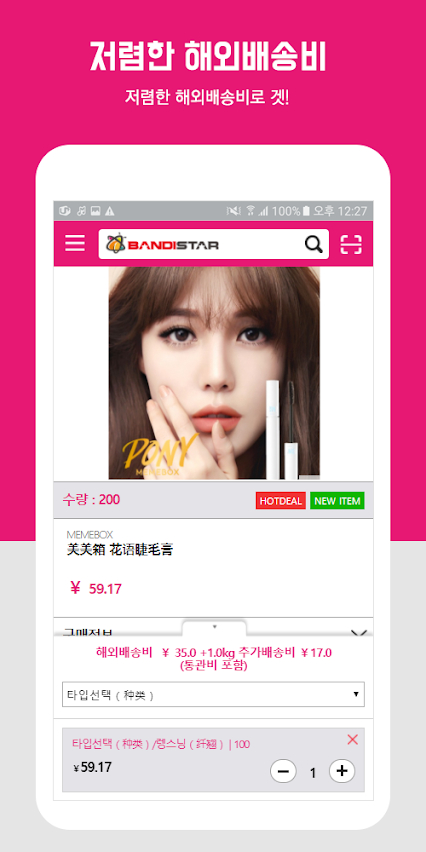 저렴한 해외배송비
저렴한 해외배송비로 겟!
100% 오후 12:27
BANDISTAR
PONY
MEMEBOX
수량 : 200
HOTDEAL NEW ITEM
MEMEBOX
美美箱 花语睫毛膏
¥ 59.17
구매정보
해외배송비 ¥ 35.0 +1.0kg 추가배송비 ¥17.0
(통관비 포함)
타입선택 ( 种类 )
타입선택 ( 种类 ) /렝스닝 ( 纤翘 ) | 100
¥59.17
1